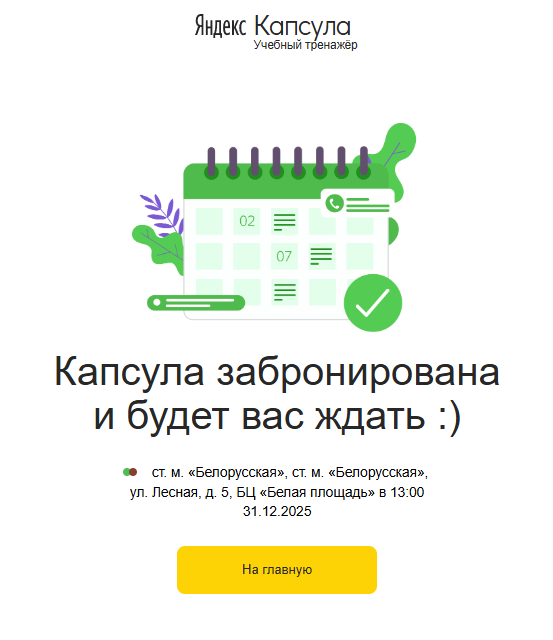 Яндекс Капсула
Учебный тренажёр
02
07
Капсула забронирована
и будет вас ждать :)
ст. м. «Белорусская», ст. м. «Белорусская»,
ул. Лесная, д. 5, БЦ «Белая площадь» в 13:00
31.12.2025
На главную